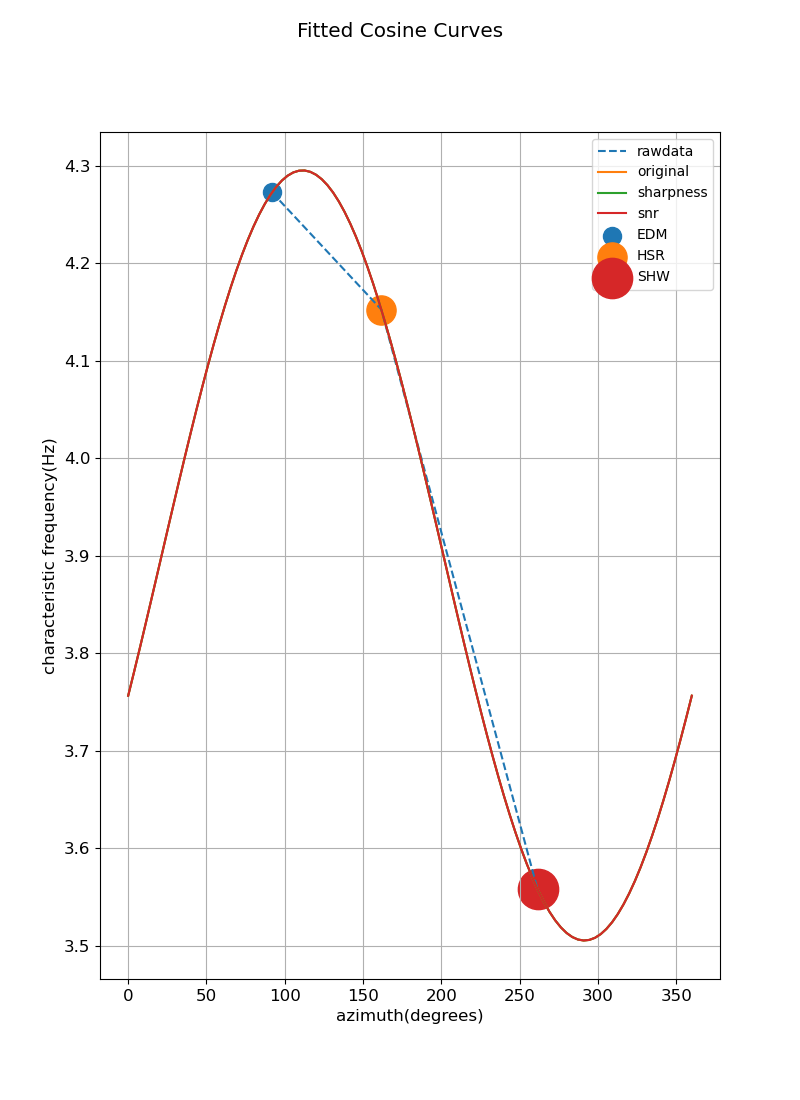 Fitted Cosine Curves
rawdata
original
sharpness
snr
EDM
HSR
SHW
4.3
4.2
4.1
4.0
3.9
3.8
3.7
3.6
3.5
characteristic frequency(Hz)
0 50 100 150 200 250 300 350
azimuth(degrees)